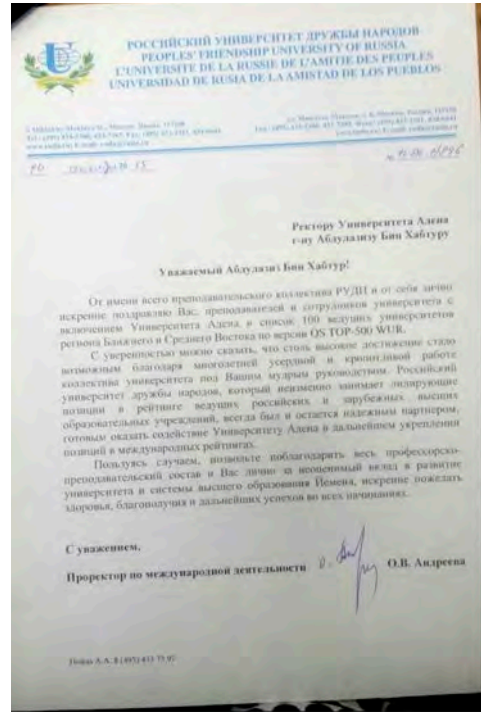 РОССИЙСКИЙ УНИВЕРСИТЕТ ДРУЖБЫ НАРОДОВ
PEOPLES' FRIENDSHIP UNIVERSITY OF RUSSIA
L'UNIVERSITE DE LA RUSSIE DE L'AMITIE DES PEUPLES
UNIVERSIDAD DE RUSIA DE LA AMISTAD DE LOS PUEBLOS
Ректору Университета Адена
г-ну Абдулазизу Бин Хабтуру
Уважаемый Абдулазиз Бин Хабтур!
От имени всего преподавательского коллектива РУДН и от себя лично
искренне поздравляю Вас, преподавателей и сотрудников университета с
включением Университета Адена в список 100 ведущих университетов
региона Ближнего и Среднего Востока по версии QS TOP-500 WUR.
С уверенностью можно сказать, что столь высокое достижение стало
возможным благодаря многолетней усердной и кропотливой работе
коллектива университета под Вашим мудрым руководством. Российский
университет дружбы народов, который неизменно занимает лидирующие
позиции в рейтинге ведущих российских и зарубежных высших
образовательных учреждений, всегда был и остается надежным партнером,
готовым оказать содействие Университету Адена в дальнейшем укреплении
позиций в международных рейтингах.
Пользуясь случаем, позвольте поблагодарить весь профессорско-
преподавательский состав и Вас лично за неоценимый вклад в развитие
университета и системы высшего образования Йемена, искренне пожелать
здоровья, благополучия и дальнейших успехов во всех начинаниях.
С уважением,
Проректор по международной деятельности О.В. Андреева